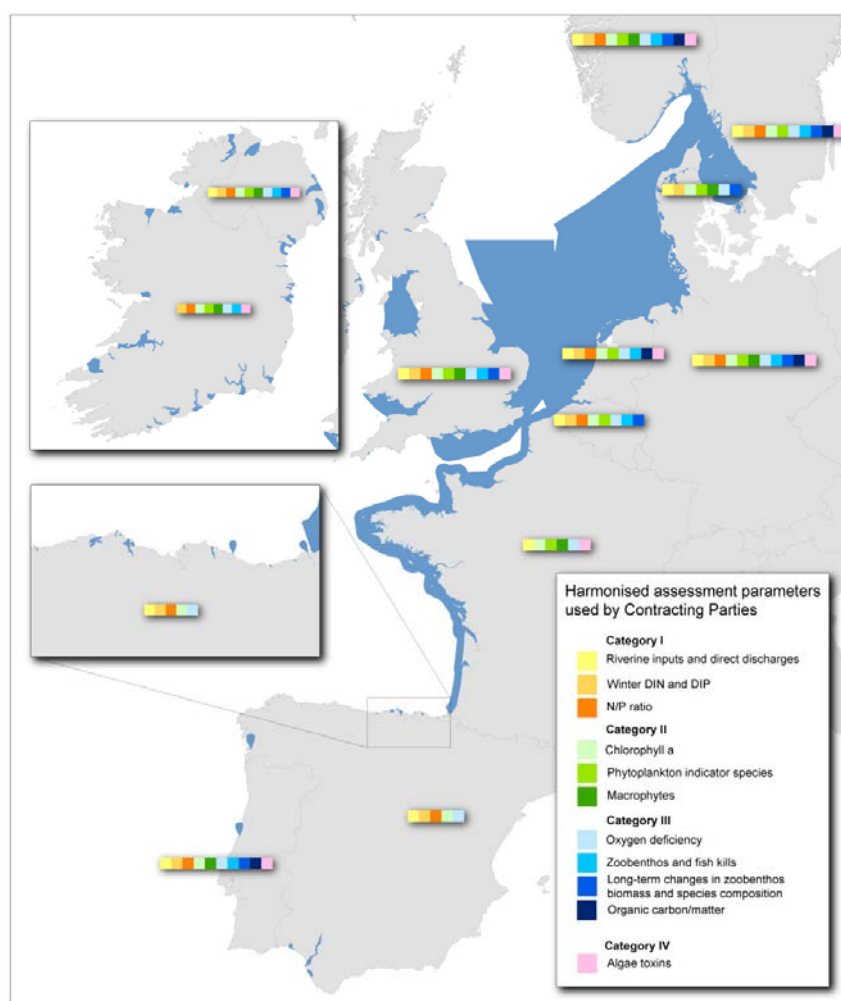 Harmonised assessment parameters
used by Contracting Parties
Category I
Riverine inputs and direct discharges
Winter DIN and DIP
N/P ratio
Category II
Chlorophyll a
Phytoplankton indicator species
Macrophytes
Category III
Oxygen deficiency
Zoobenthos and fish kills
Long-term changes in zoobenthos
biomass and species composition
Organic carbon/matter
Category IV
Algae toxins